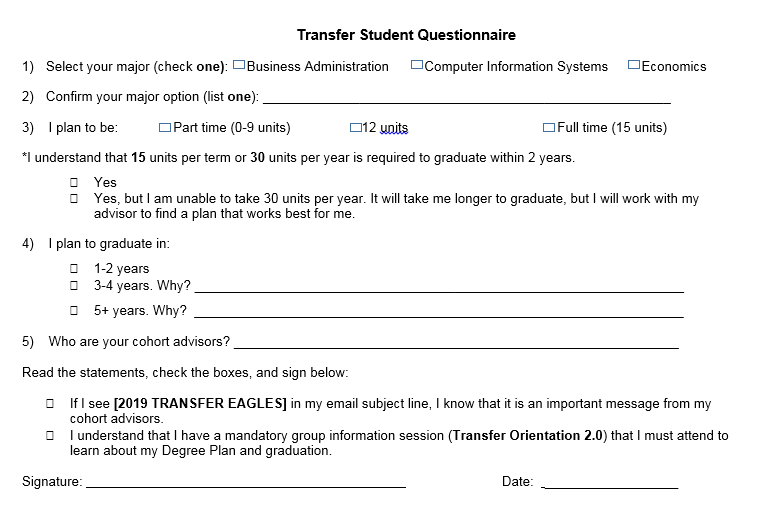 Transfer Student Questionnaire
1) Select your major (check one): ☐Business Administration ☐Computer Information Systems ☐Economics
2) Confirm your major option (list one): ______________________________
3) I plan to be: ☐Part time (0-9 units) ☐12 units ☐Full time (15 units)
*I understand that 15 units per term or 30 units per year is required to graduate within 2 years.
☐ Yes
☐ Yes, but I am unable to take 30 units per year. It will take me longer to graduate, but I will work with my
advisor to find a plan that works best for me.
4) I plan to graduate in:
☐ 1-2 years
☐ 3-4 years. Why? ______________________________
☐ 5+ years. Why? ______________________________
5) Who are your cohort advisors? ______________________________
Read the statements, check the boxes, and sign below:
☐ If I see [2019 TRANSFER EAGLES] in my email subject line, I know that it is an important message from my
cohort advisors.
☐ I understand that I have a mandatory group information session (Transfer Orientation 2.0) that I must attend to
learn about my Degree Plan and graduation.
Signature: ______________________________ Date: _______________